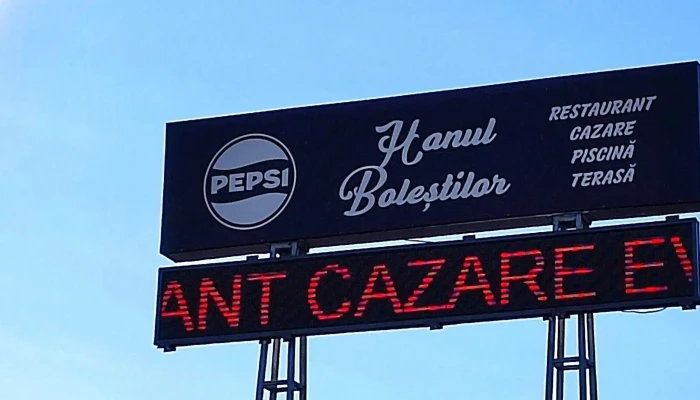 PEPSI
Hanul
Boleștilor
RESTAURANT
CAZARE
PISCINĂ
TERASĂ
ANT CAZARE EV